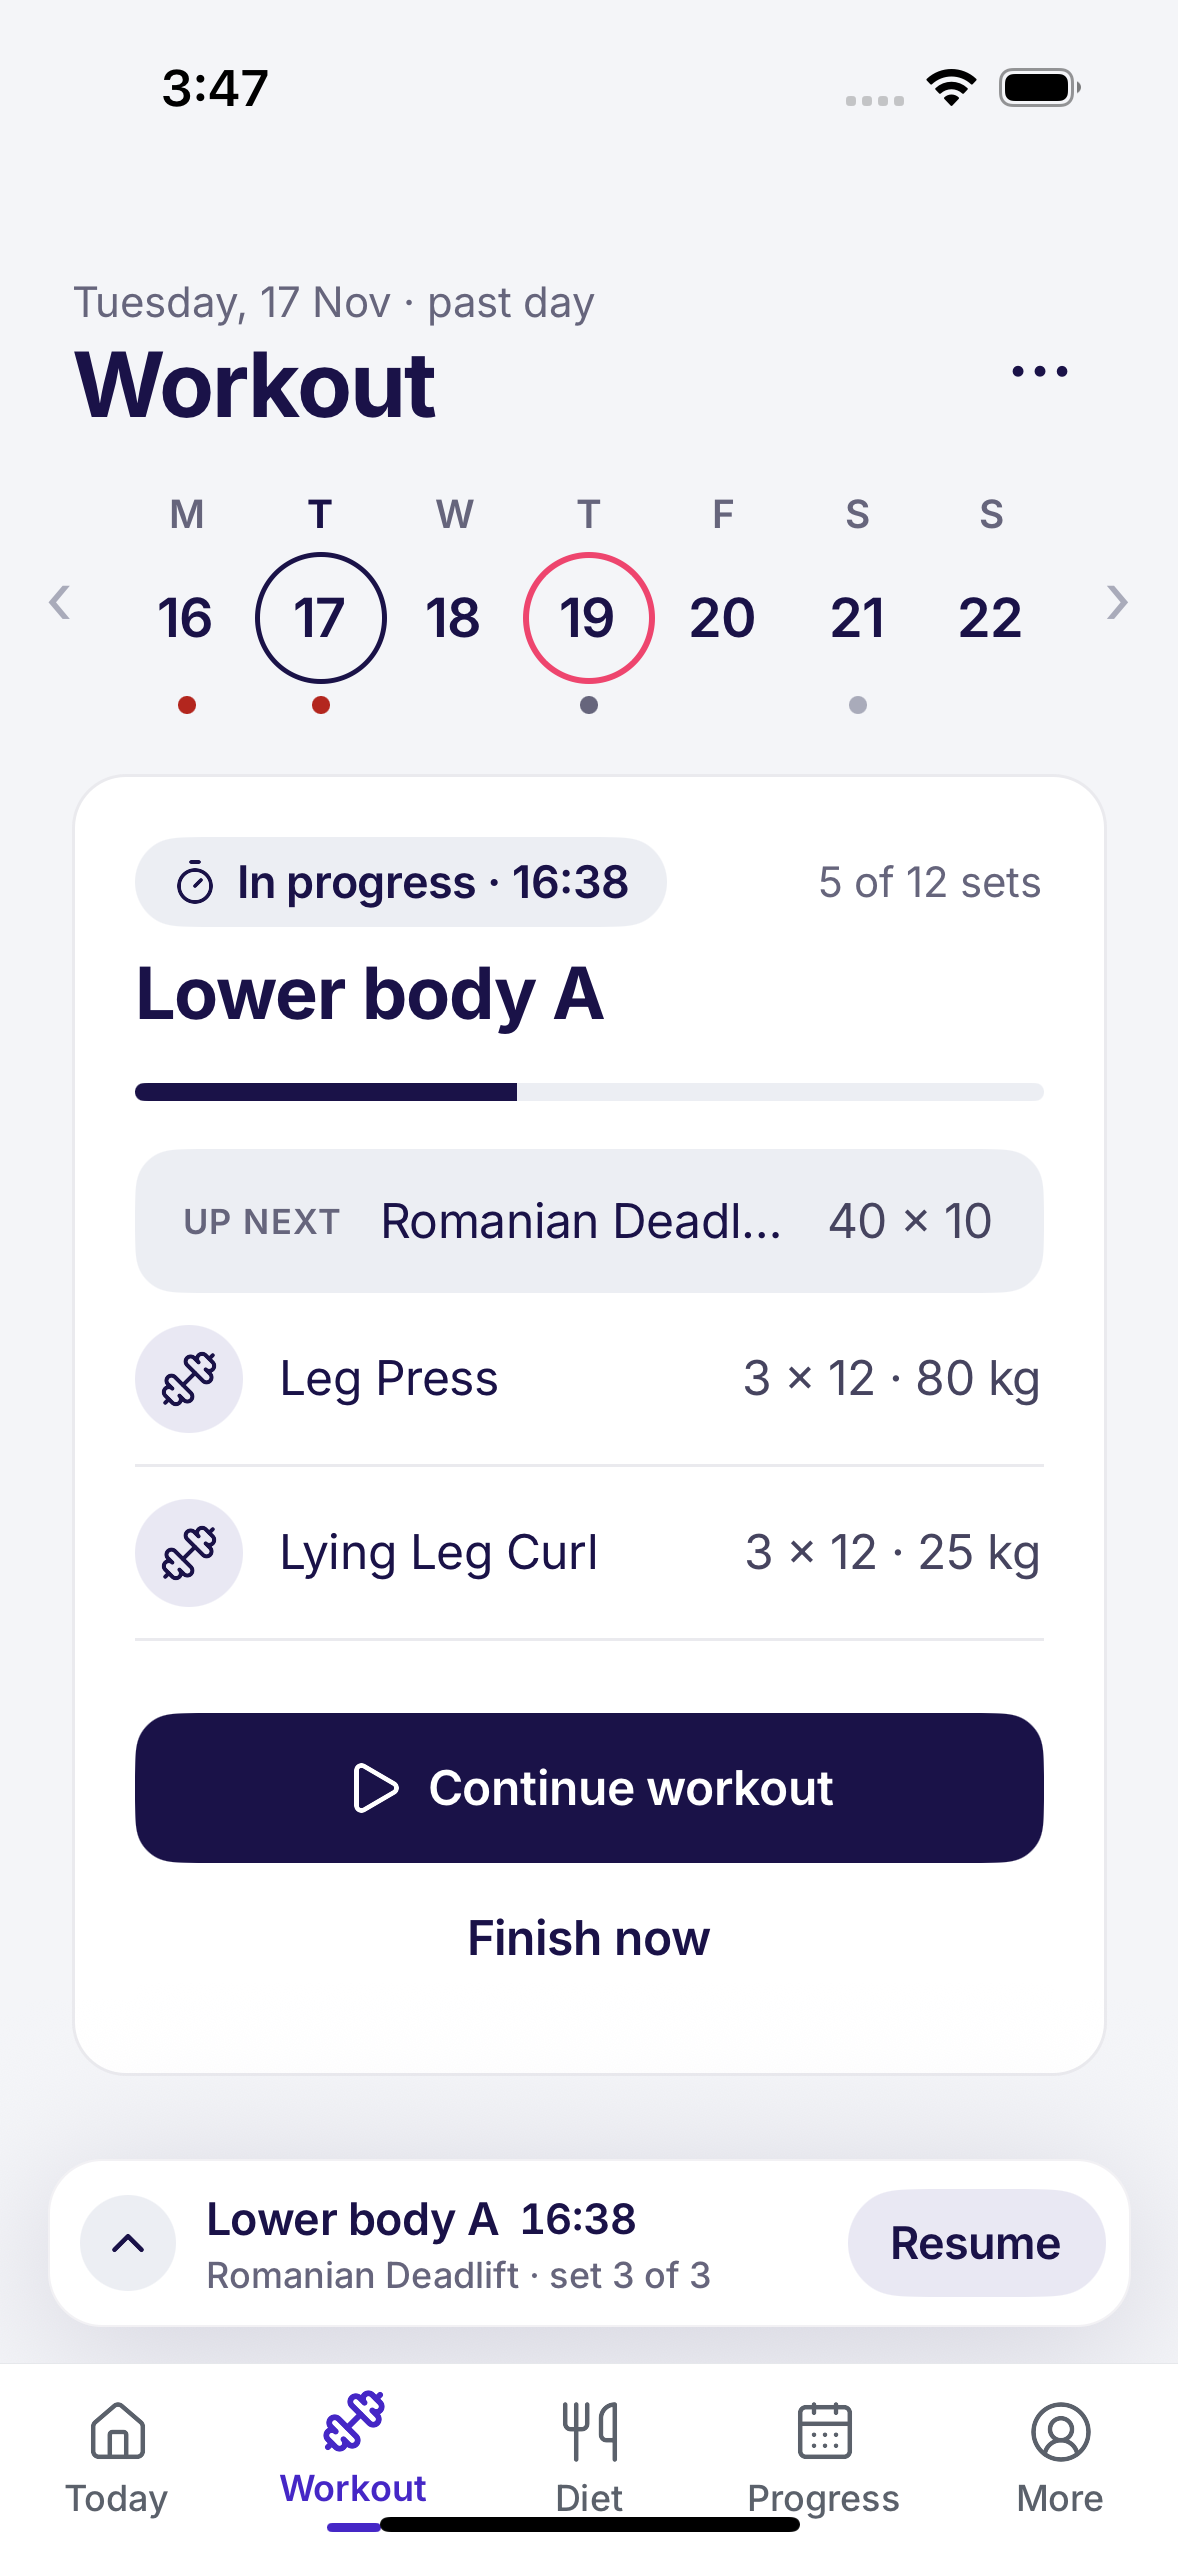 3:47
Tuesday, 17 Nov · past day
Workout
M T W T F S S
16 17 18 19 20 21 22
In progress · 16:38
5 of 12 sets
Lower body A
UP NEXT Romanian Deadl... 40 × 10
Leg Press 3 × 12 · 80 kg
Lying Leg Curl 3 × 12 · 25 kg
Continue workout
Finish now
Lower body A 16:38
Romanian Deadlift · set 3 of 3
Resume
Today Workout Diet Progress More